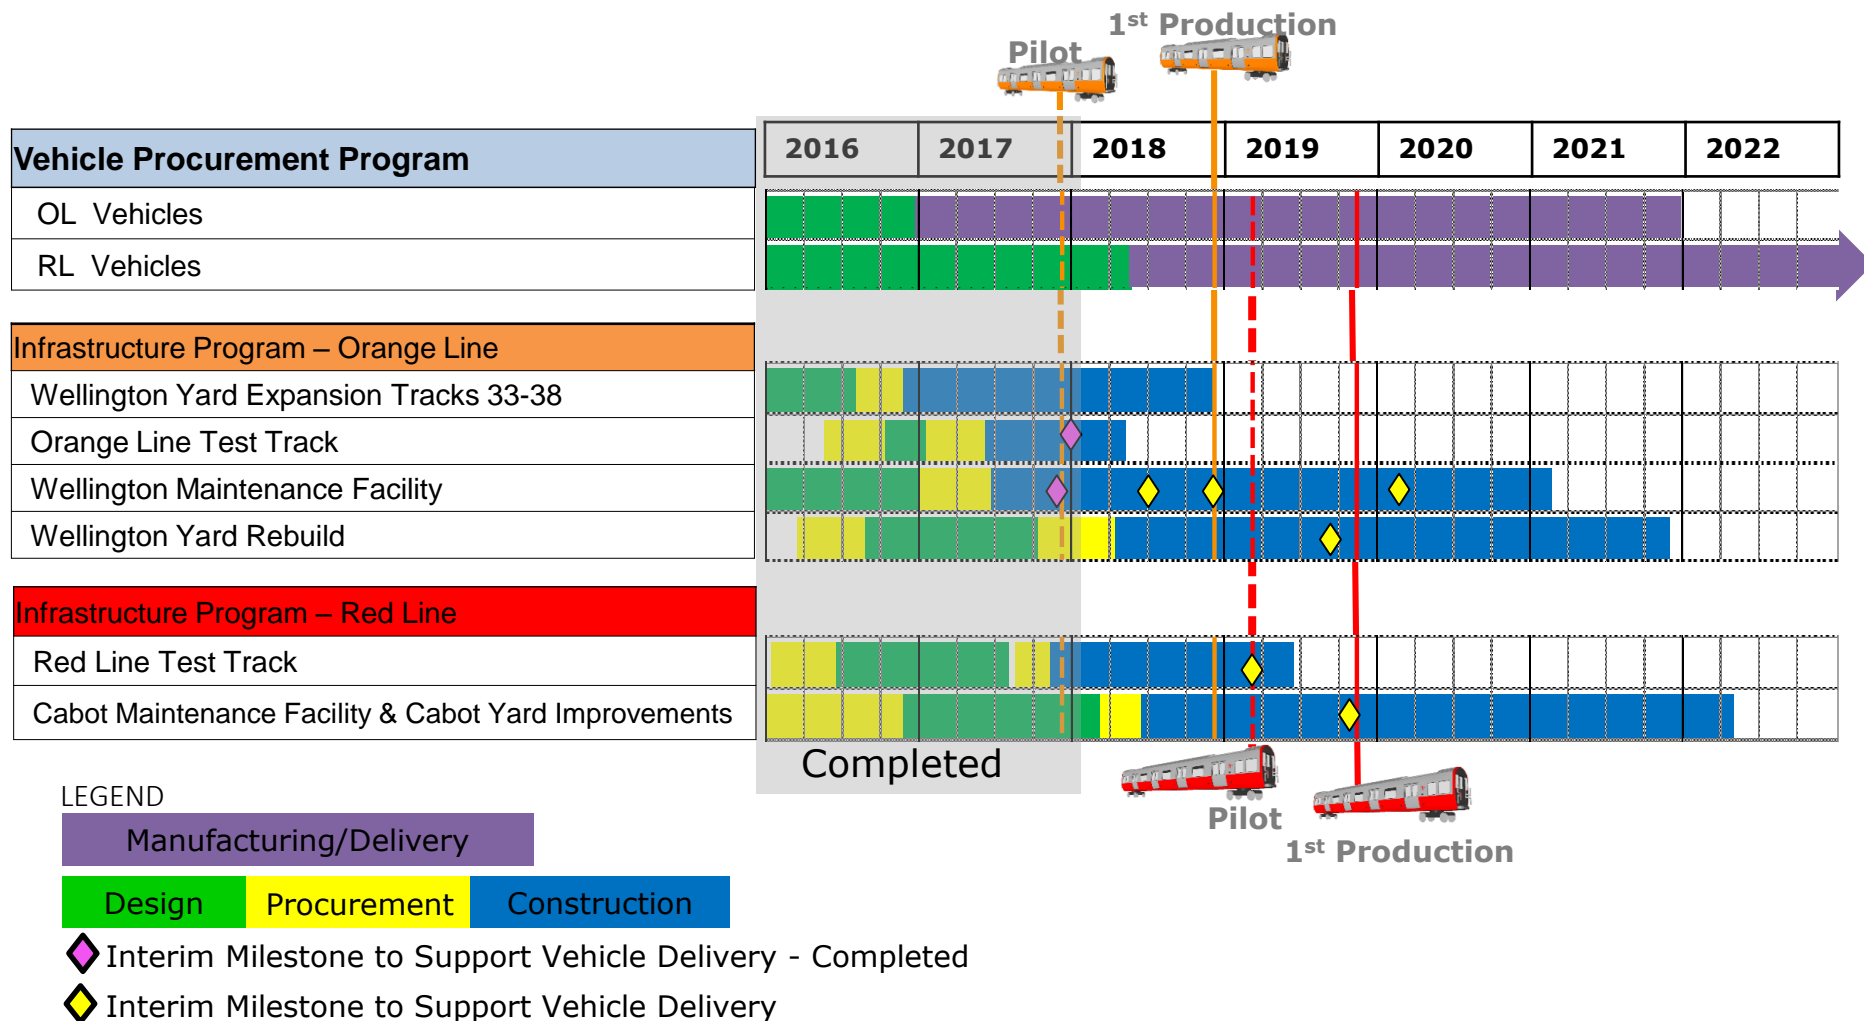 1st Production
Pilot
Vehicle Procurement Program
2016 2017 2018 2019 2020 2021 2022
OL Vehicles
RL Vehicles
Infrastructure Program – Orange Line
Wellington Yard Expansion Tracks 33-38
Orange Line Test Track
Wellington Maintenance Facility
Wellington Yard Rebuild
Infrastructure Program – Red Line
Red Line Test Track
Cabot Maintenance Facility & Cabot Yard Improvements
Completed
Pilot
1st Production
LEGEND
Manufacturing/Delivery
Design Procurement Construction
Interim Milestone to Support Vehicle Delivery - Completed
Interim Milestone to Support Vehicle Delivery